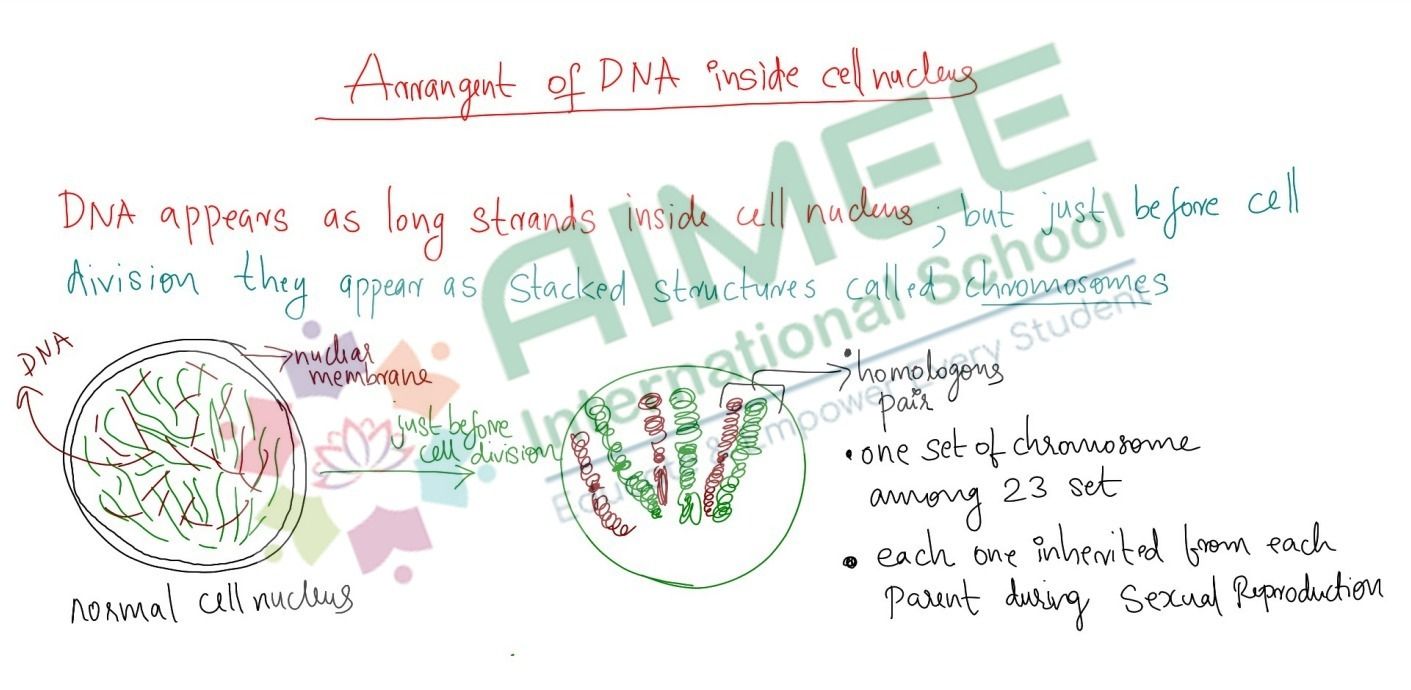 Arrangent of DNA inside cell nucleus
DNA appears as long strands inside cell nucleus; but just before cell
division they appear as stacked structures called chromosomes
DNA
nuclear
membrane
just before
cell division
normal cell nucleus
• homologous
pair
• one set of chromosome
among 23 set
• each one inherited from each
Parent during Sexual Reproduction
AIMEE
International School
Educate & Empower Every Student